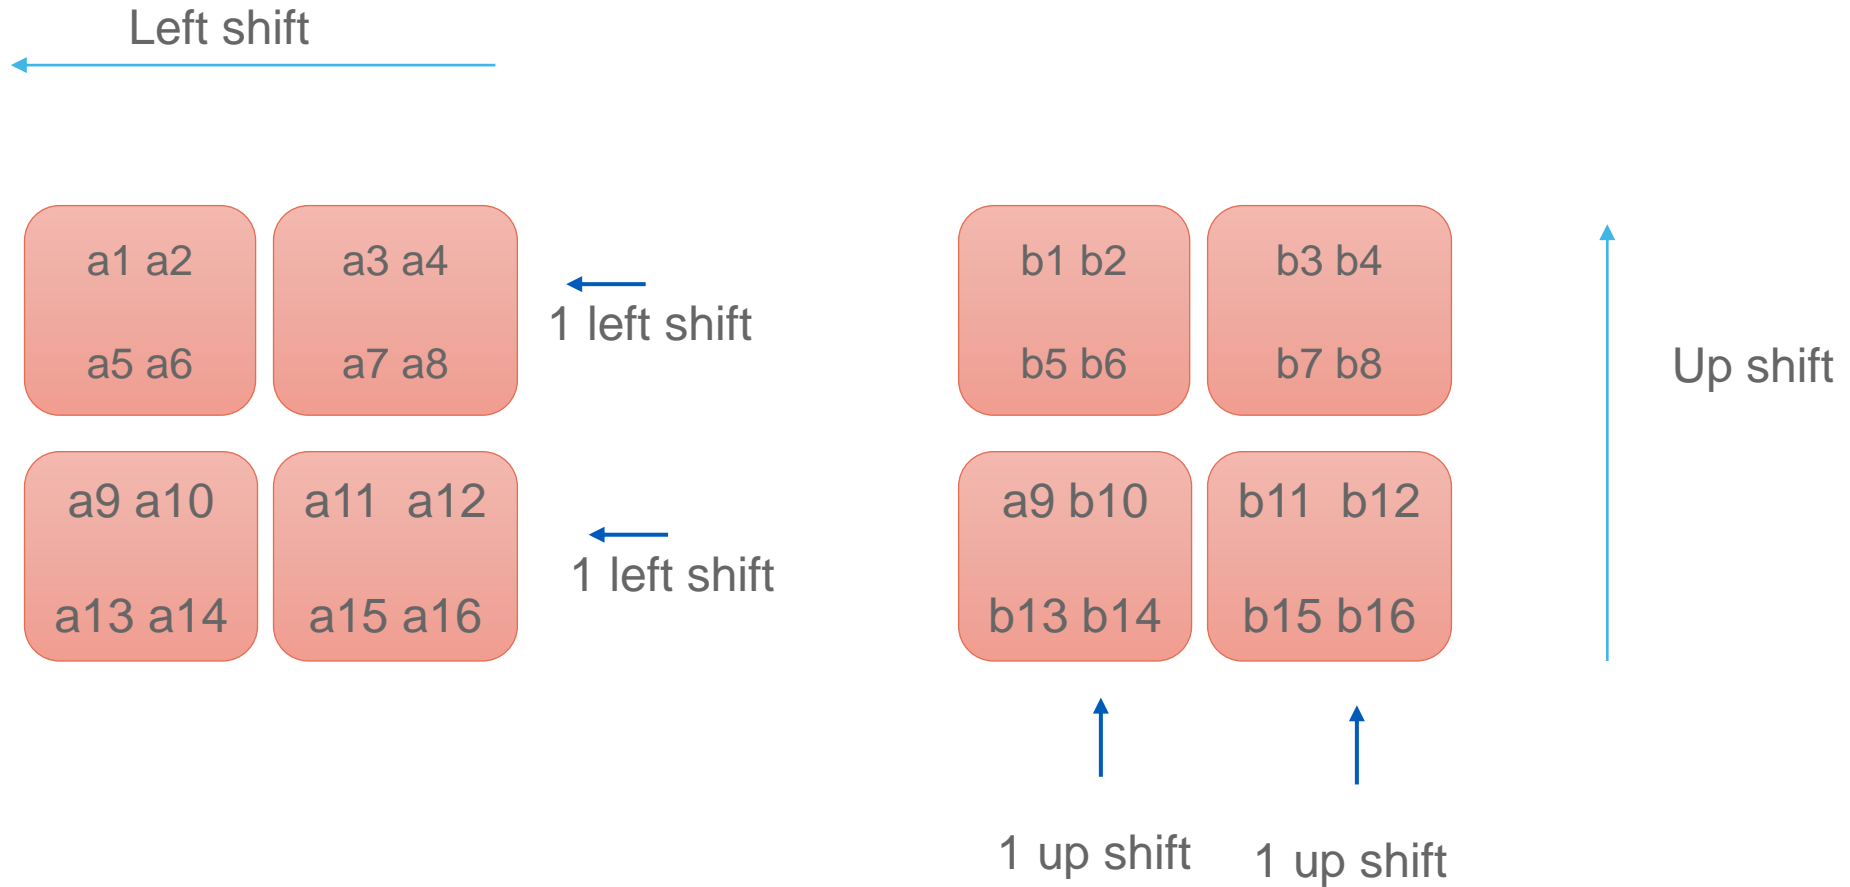 Left shift
a1 a2
a5 a6
a3 a4
a7 a8
1 left shift
a9 a10
a13 a14
a11 a12
a15 a16
1 left shift
b1 b2
b5 b6
b3 b4
b7 b8
Up shift
a9 b10
b13 b14
b11 b12
b15 b16
1 up shift
1 up shift